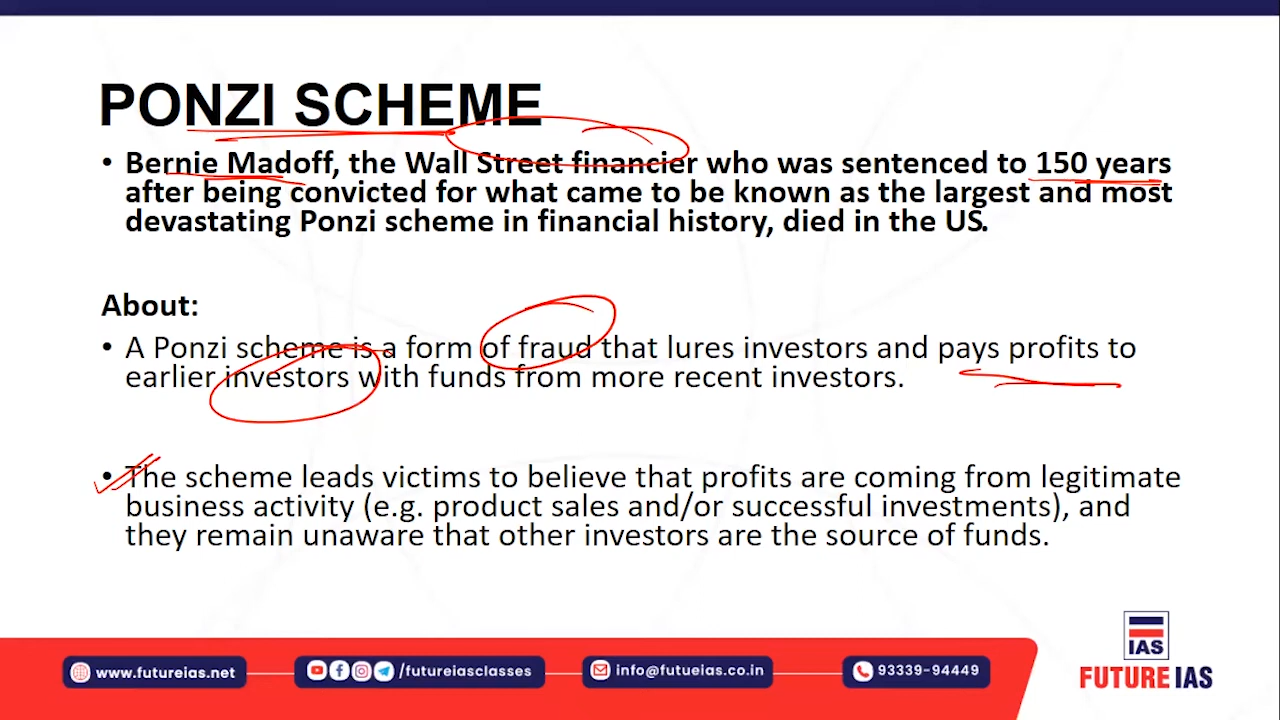 PONZI SCHEME
• Bernie Madoff, the Wall Street financier who was sentenced to 150 years
after being convicted for what came to be known as the largest and most
devastating Ponzi scheme in financial history, died in the US.
About:
• A Ponzi scheme is a form of fraud that lures investors and pays profits to
earlier investors with funds from more recent investors.
• The scheme leads victims to believe that profits are coming from legitimate
business activity (e.g. product sales and/or successful investments), and
they remain unaware that other investors are the source of funds.
www.futureias.net
/futureiasclasses
info@futueias.co.in
93339-94449
IAS
FUTURE IAS